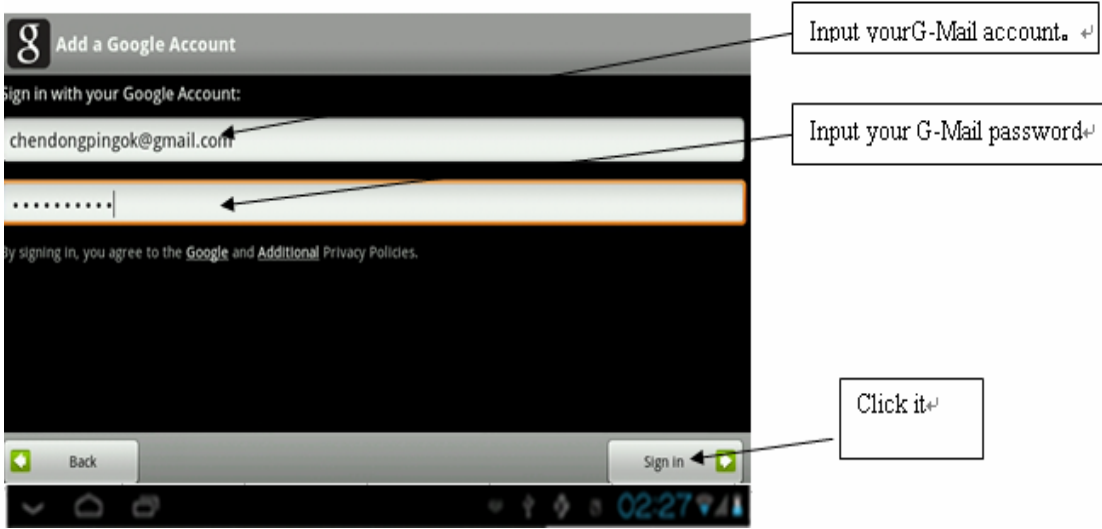 g Add a Google Account
Sign in with your Google Account:
chendongpingok@gmail.com
••••••••••
By signing in, you agree to the Google and Additional Privacy Policies.
Back
Sign in
02:27
Input yourG-Mail account。
Input your G-Mail password
Click it